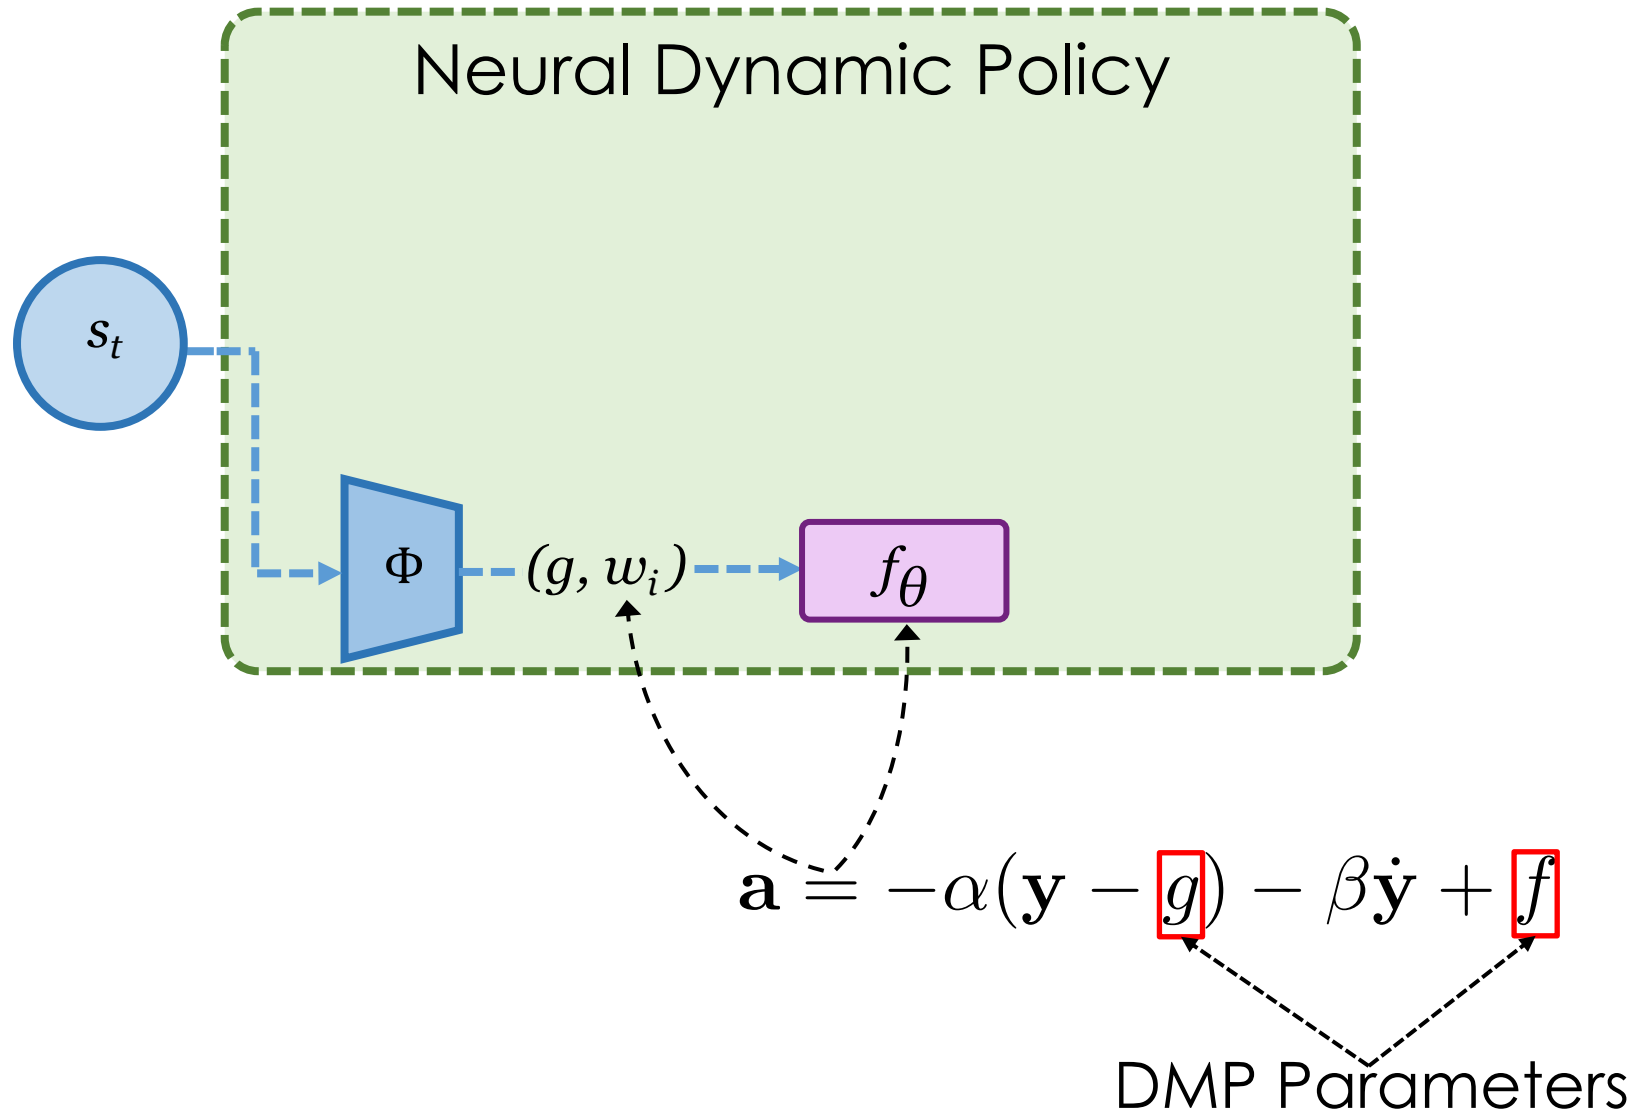 Neural Dynamic Policy
s_t
Φ
(g, w_i)
f_θ
a = −α(y − g) − βẏ + f
DMP Parameters